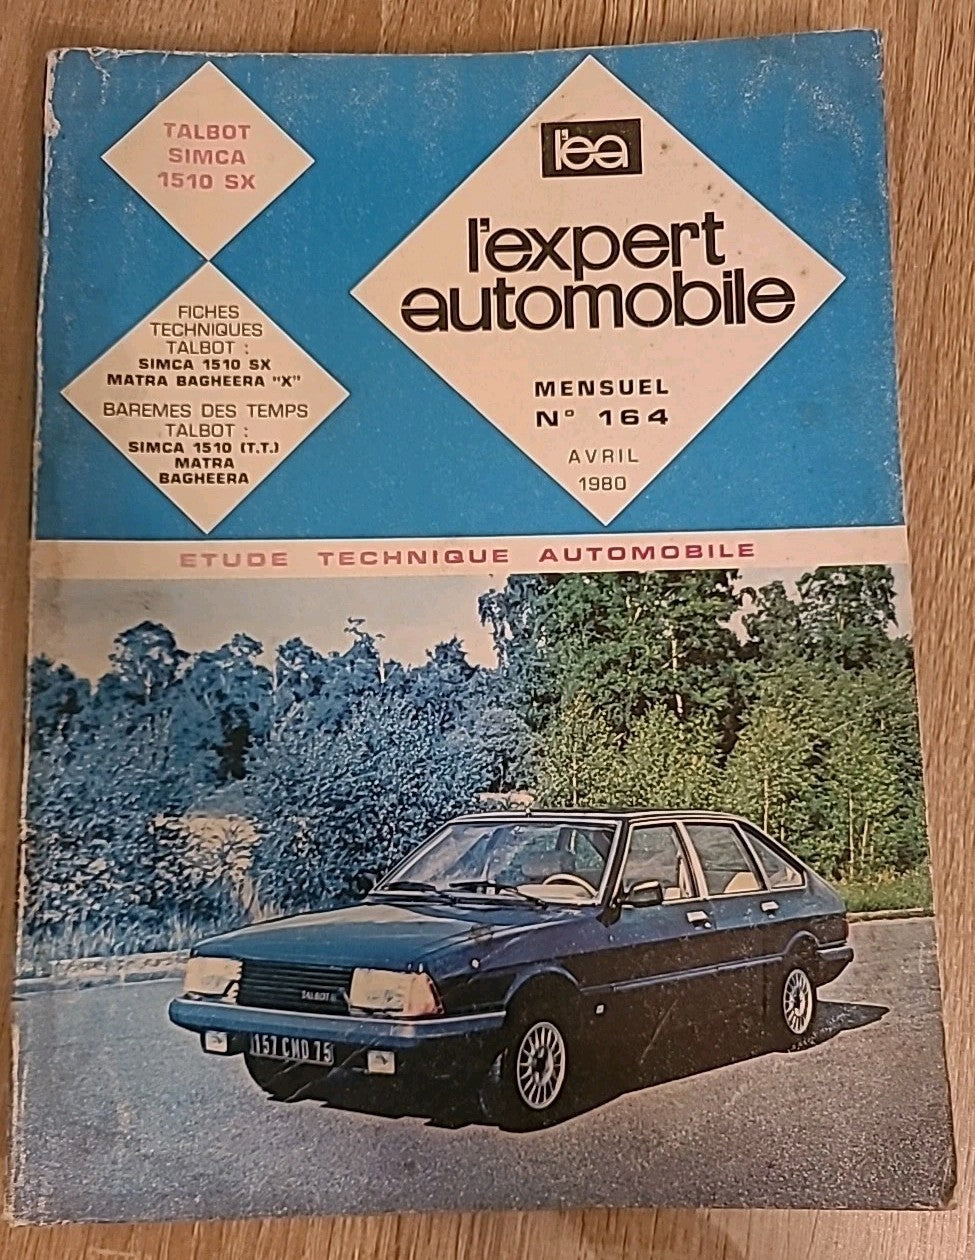 TALBOT
SIMCA
1510 SX
FICHES
TECHNIQUES
TALBOT :
SIMCA 1510 SX
MATRA BAGHEERA "X"
BAREMES DES TEMPS
TALBOT :
SIMCA 1510 (T.T.)
MATRA
BAGHEERA
l'ea
l'expert
automobile
MENSUEL
N° 164
AVRIL
1980
ETUDE TECHNIQUE AUTOMOBILE
TALBOT
157 CMD 75